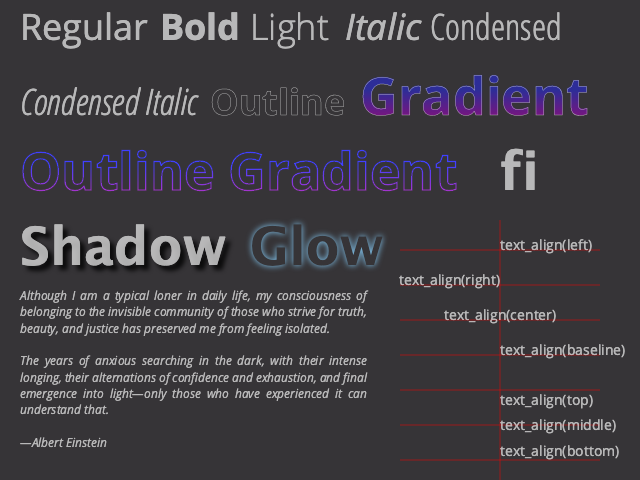 Regular Bold Light Italic Condensed
Condensed Italic Outline Gradient
Outline Gradient fi
Shadow Glow
Although I am a typical loner in daily life, my consciousness of
belonging to the invisible community of those who strive for truth,
beauty, and justice has preserved me from feeling isolated.
The years of anxious searching in the dark, with their intense
longing, their alternations of confidence and exhaustion, and final
emergence into light—only those who have experienced it can
understand that.
—Albert Einstein
text_align(left)
text_align(right)
text_align(center)
text_align(baseline)
text_align(top)
text_align(middle)
text_align(bottom)